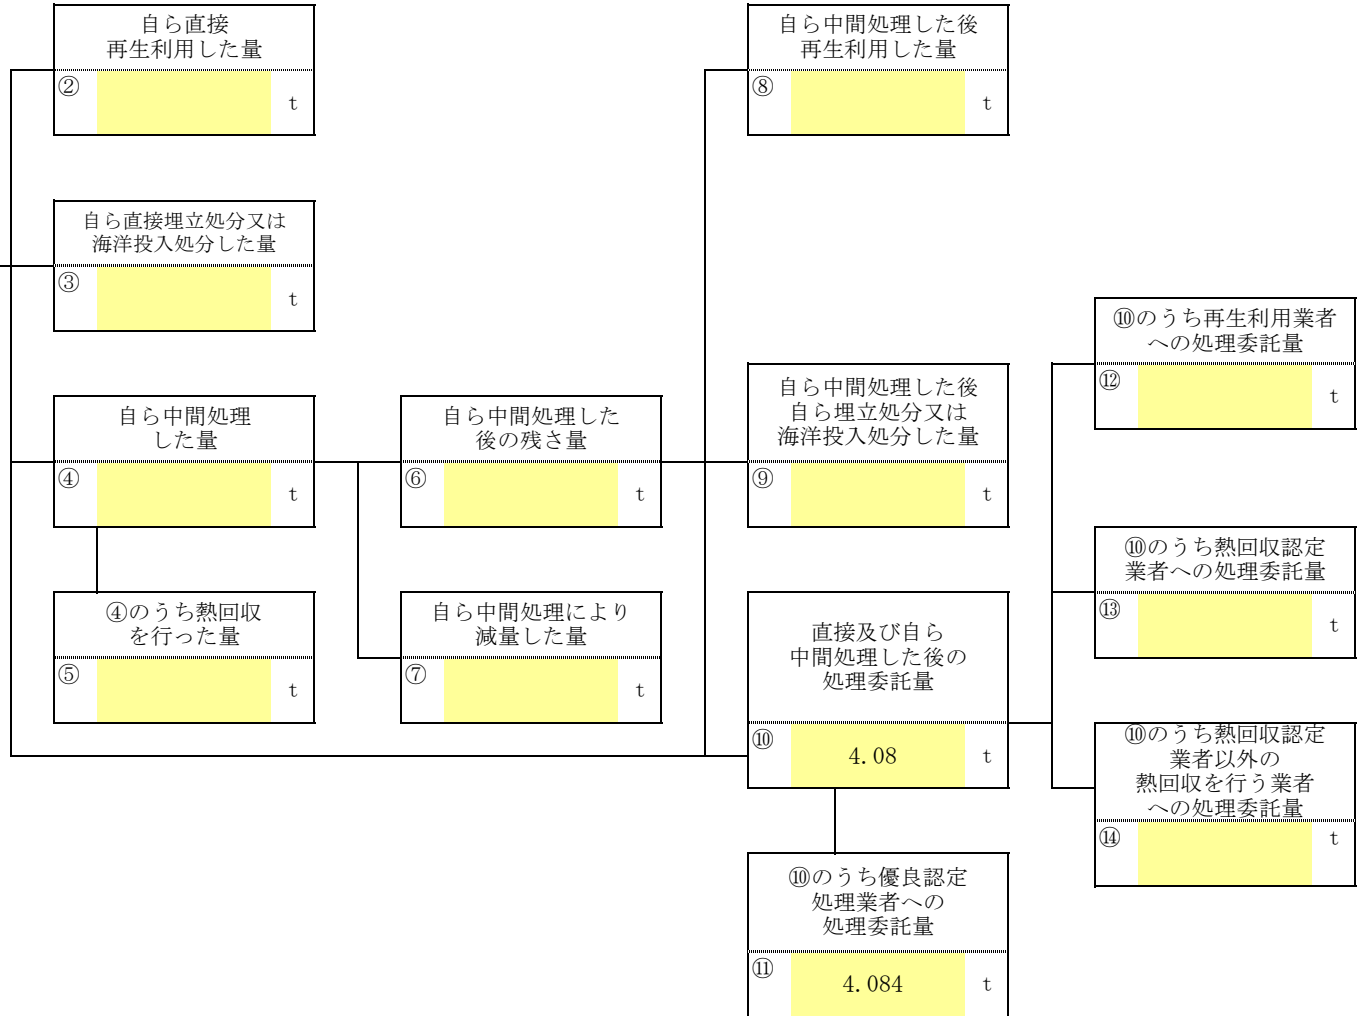 自ら直接
再生利用した量
② t
自ら中間処理した後
再生利用した量
⑧ t
自ら直接埋立処分又は
海洋投入処分した量
③ t
⑩のうち再生利用業者
への処理委託量
⑫ t
自ら中間処理
した量
④ t
自ら中間処理した
後の残さ量
⑥ t
自ら中間処理した後
自ら埋立処分又は
海洋投入処分した量
⑨ t
⑩のうち熱回収認定
業者への処理委託量
⑬ t
④のうち熱回収
を行った量
⑤ t
自ら中間処理により
減量した量
⑦ t
直接及び自ら
中間処理した後の
処理委託量
⑩ 4.08 t
⑩のうち熱回収認定
業者以外の
熱回収を行う業者
への処理委託量
⑭ t
⑩のうち優良認定
処理業者への
処理委託量
⑪ 4.084 t